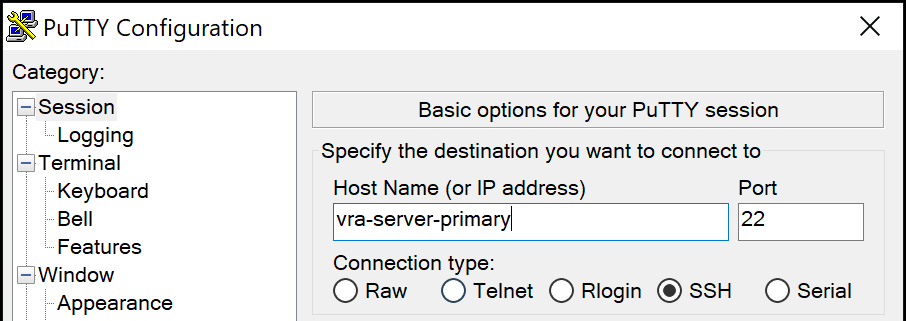 PuTTY Configuration
Category:
Session
Logging
Terminal
Keyboard
Bell
Features
Window
Appearance
Basic options for your PuTTY session
Specify the destination you want to connect to
Host Name (or IP address) Port
vra-server-primary 22
Connection type:
Raw Telnet Rlogin SSH Serial